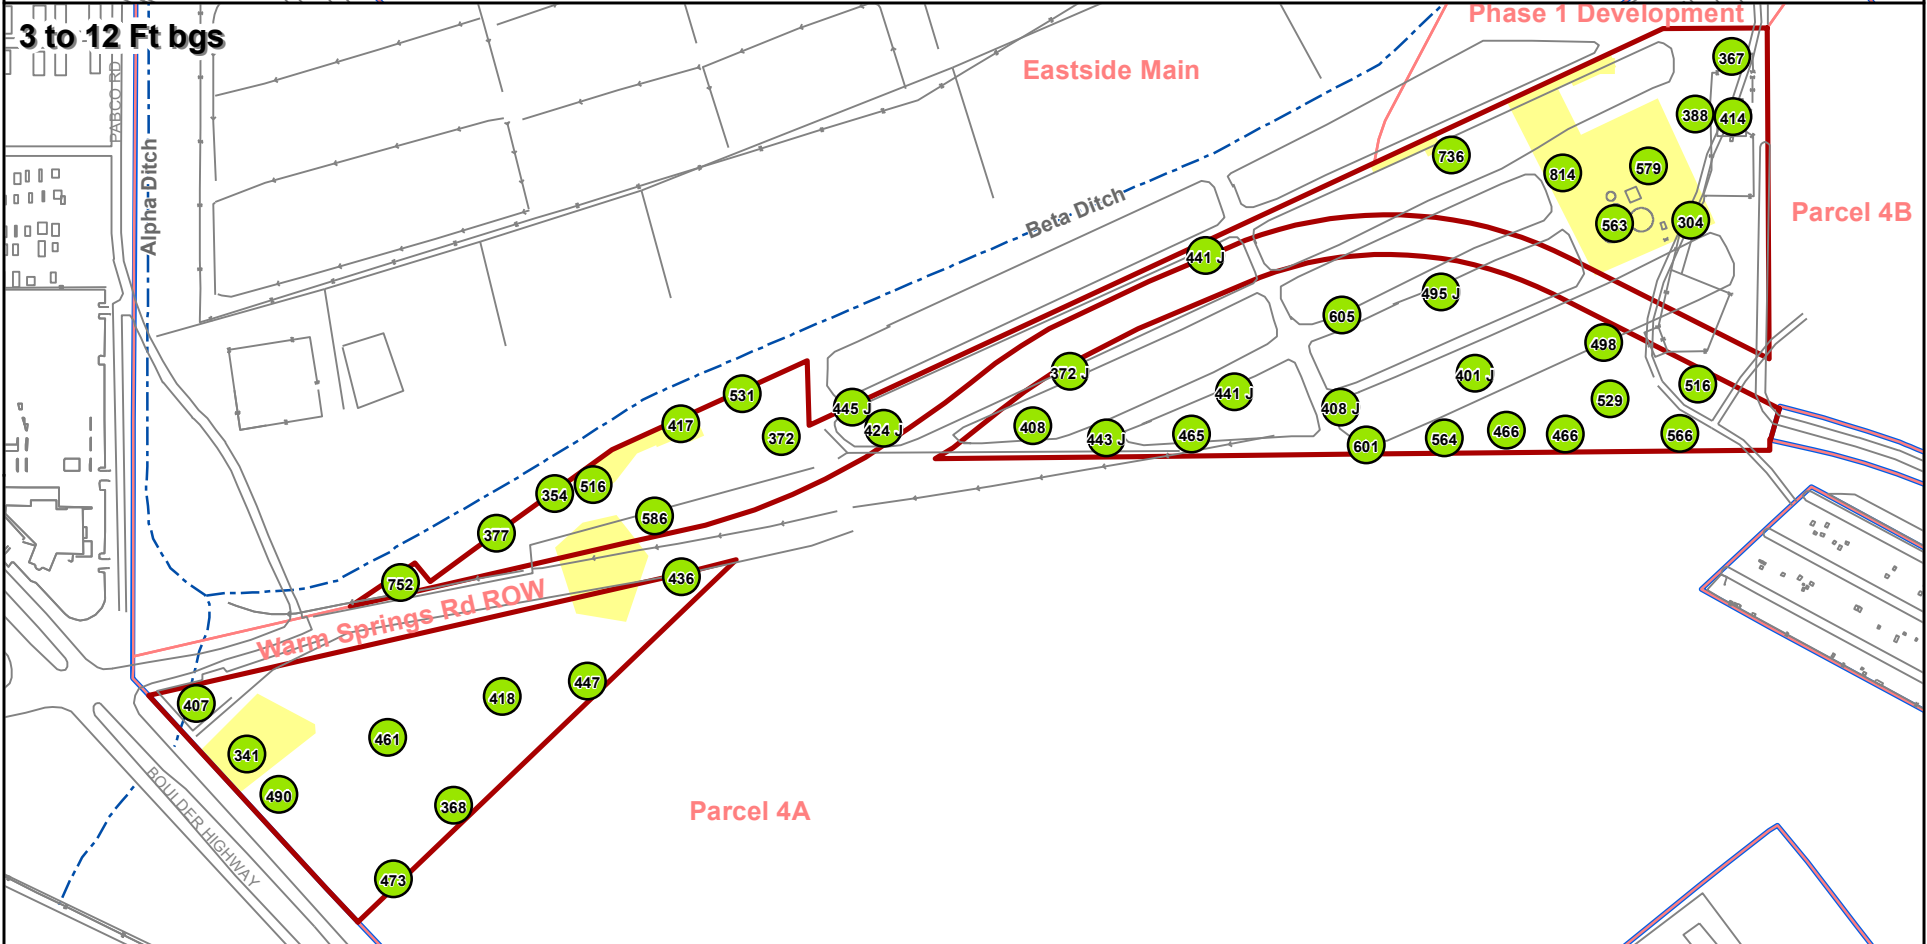 3 to 12 Ft bgs
Phase 1 Development
Eastside Main
367
PABCO RD
388
414
Alpha Ditch
736
814
579
Beta Ditch
Parcel 4B
563
304
441 J
495 J
605
498
372 J
401 J
516
531
441 J
529
445 J
408 J
417
424 J
408
372
443 J
465
601
564
466
466
566
354
516
586
377
752
436
Warm Springs Rd ROW
447
418
407
461
341
490
368
Parcel 4A
BOULDER HIGHWAY
473